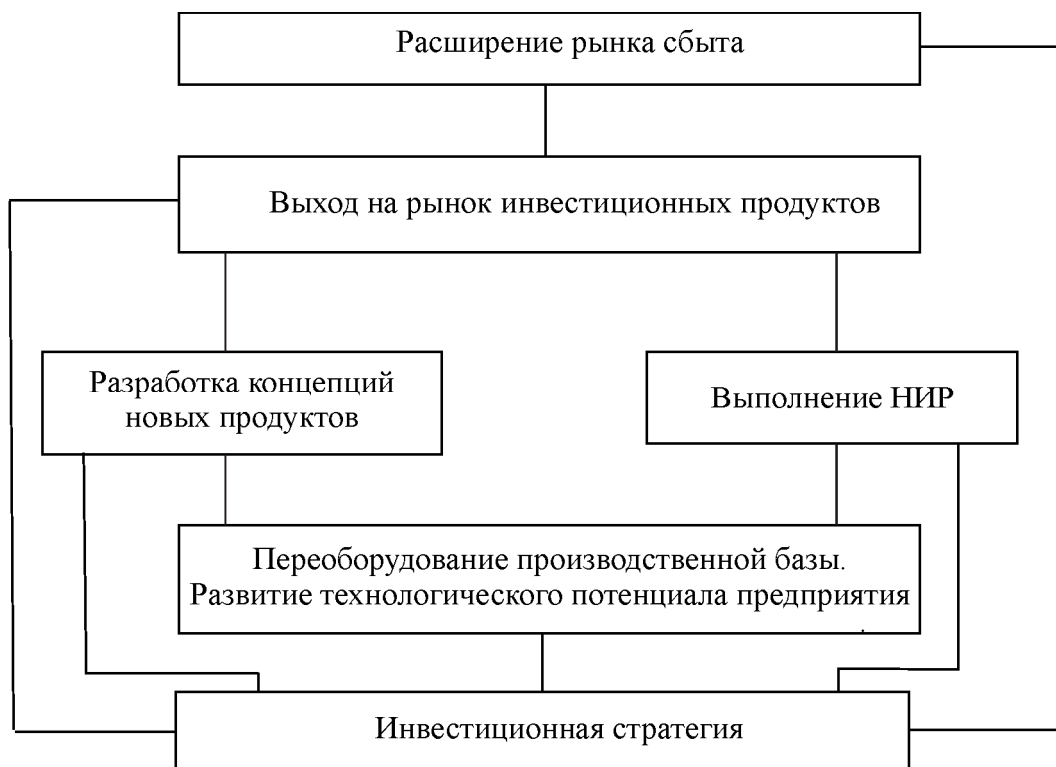 Расширение рынка сбыта
Выход на рынок инвестиционных продуктов
Разработка концепций
новых продуктов
Выполнение НИР
Переоборудование производственной базы.
Развитие технологического потенциала предприятия
Инвестиционная стратегия